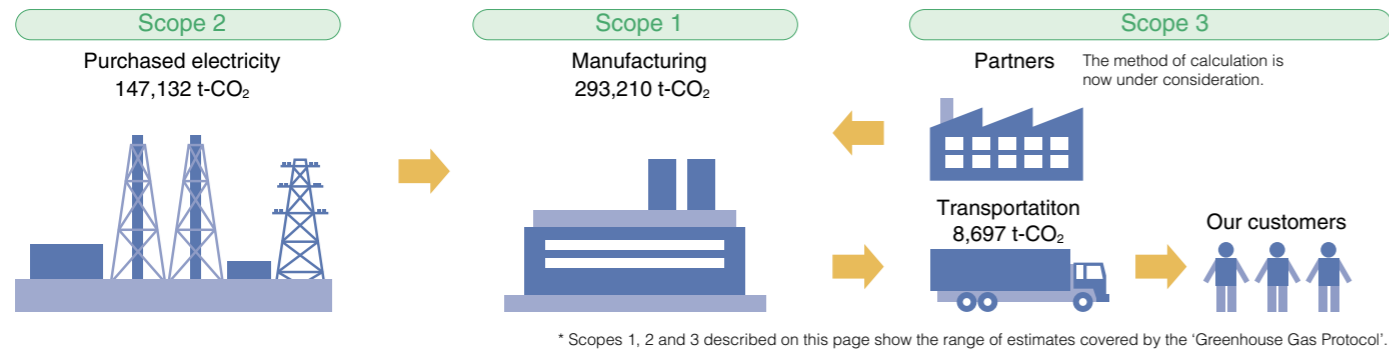 Scope 2
Purchased electricity
147,132 t-CO₂
Scope 1
Manufacturing
293,210 t-CO₂
Scope 3
Partners
The method of calculation is
now under consideration.
Transportatiton
8,697 t-CO₂
Our customers
* Scopes 1, 2 and 3 described on this page show the range of estimates covered by the ‘Greenhouse Gas Protocol’.